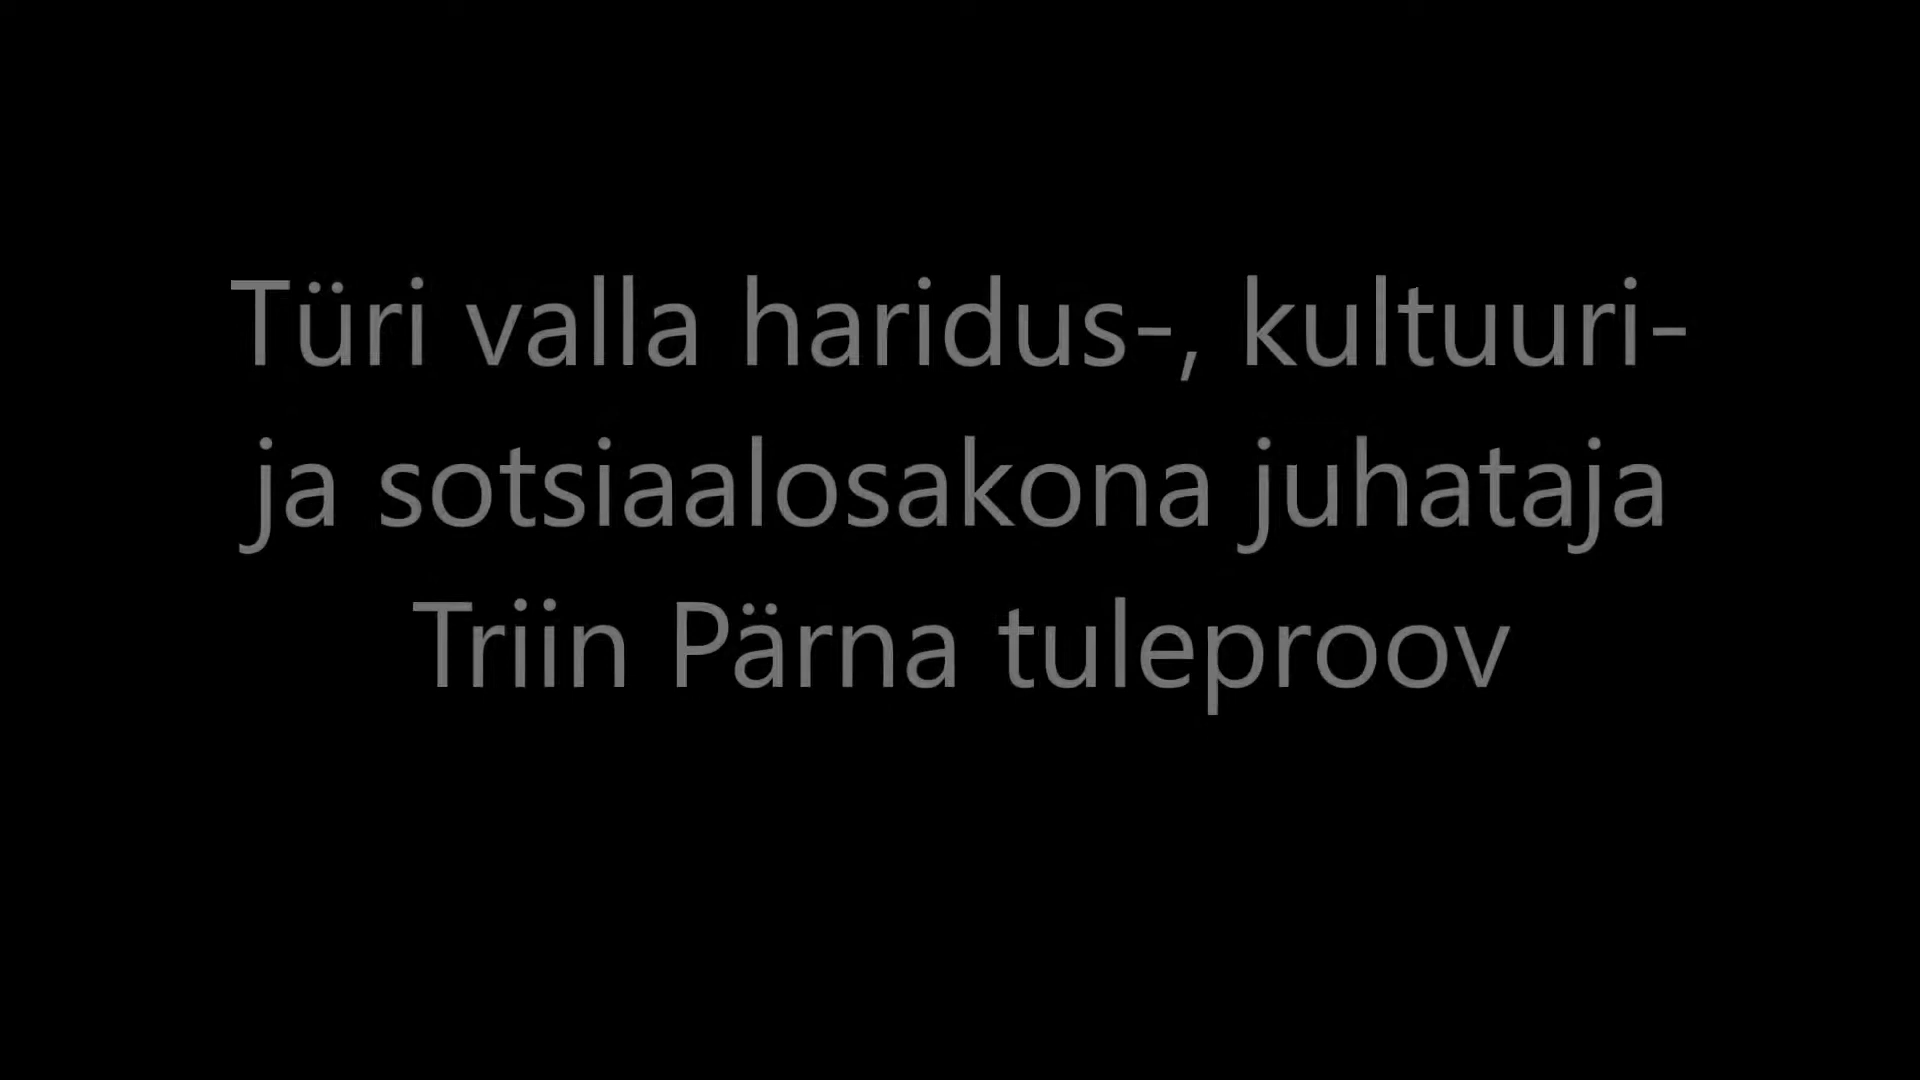 Türi valla haridus-, kultuuri-
ja sotsiaalosakona juhataja
Triin Pärna tuleproov